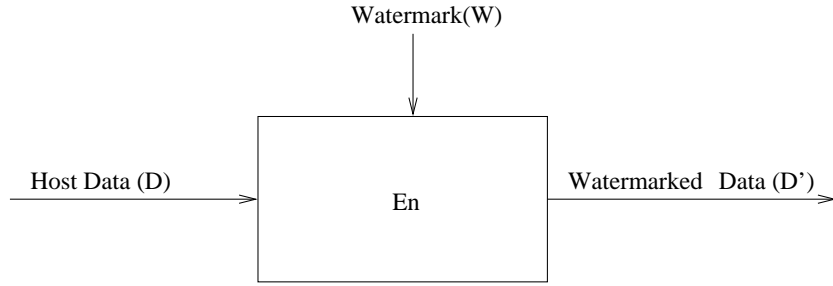 Watermark(W)
Host Data (D)
Watermarked Data (D’)
En